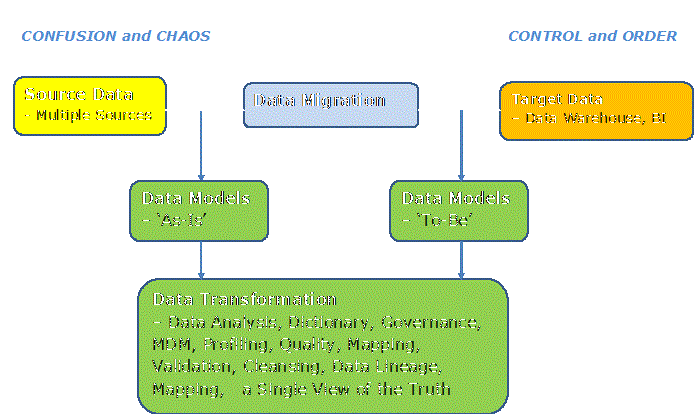 CONFUSION and CHAOS
CONTROL and ORDER
Source Data
– Multiple Sources
Data Migration
Target Data
– Data Warehouse, BI
Data Models
– ‘As-Is’
Data Models
– ‘To-Be’
Data Transformation
– Data Analysis, Dictionary, Governance,
MDM, Profiling, Quality, Mapping,
Validation, Cleansing, Data Lineage,
Mapping,   a Single View of the Truth